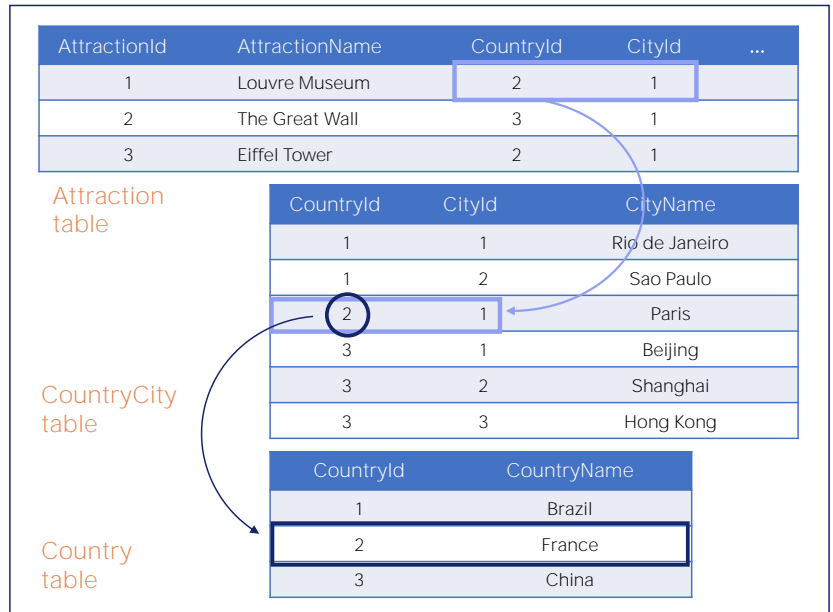 AttractionId AttractionName CountryId CityId ...
1 Louvre Museum 2 1
2 The Great Wall 3 1
3 Eiffel Tower 2 1
Attraction
table
CountryId CityId CityName
1 1 Rio de Janeiro
1 2 Sao Paulo
2 1 Paris
3 1 Beijing
3 2 Shanghai
3 3 Hong Kong
CountryCity
table
CountryId CountryName
1 Brazil
2 France
3 China
Country
table